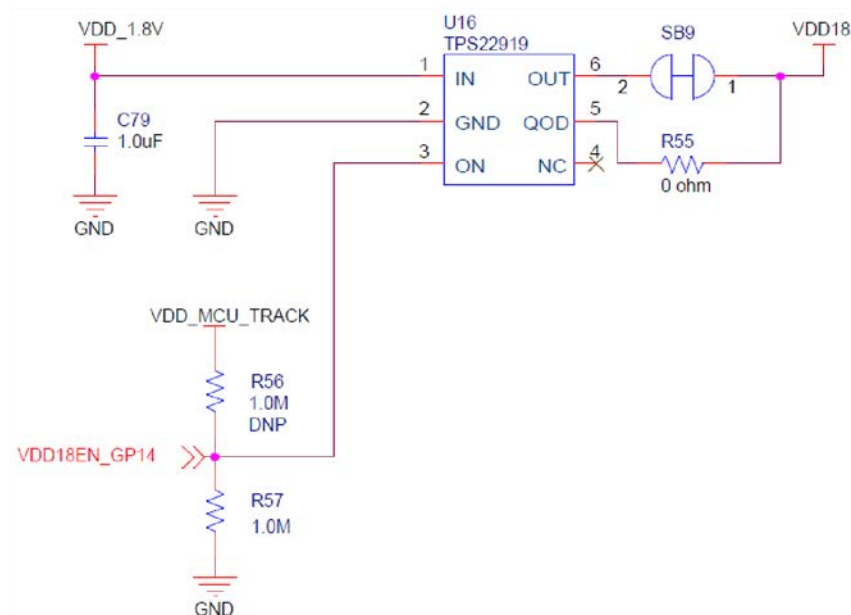 VDD_1.8V
U16
TPS22919
SB9
VDD18
1
IN
OUT
6
2
1
C79
1.0uF
2
GND
QOD
5
R55
0 ohm
3
ON
NC
4
GND
GND
VDD_MCU_TRACK
R56
1.0M
DNP
VDD18EN_GP14
R57
1.0M
GND